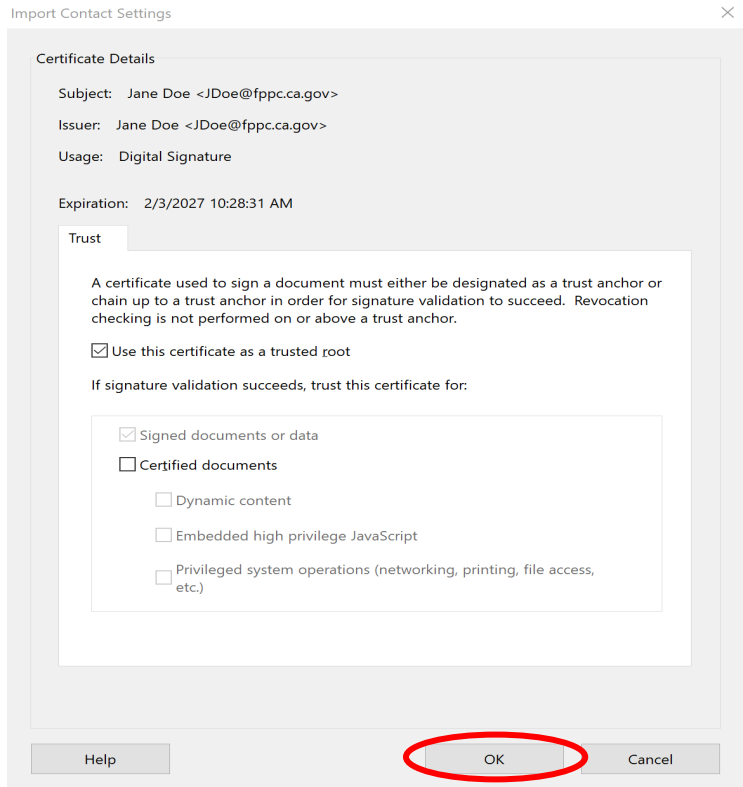 Import Contact Settings
Certificate Details
Subject: Jane Doe <JDoe@fppc.ca.gov>
Issuer: Jane Doe <JDoe@fppc.ca.gov>
Usage: Digital Signature
Expiration: 2/3/2027 10:28:31 AM
Trust
A certificate used to sign a document must either be designated as a trust anchor or
chain up to a trust anchor in order for signature validation to succeed. Revocation
checking is not performed on or above a trust anchor.
Use this certificate as a trusted root
If signature validation succeeds, trust this certificate for:
Signed documents or data
Certified documents
Dynamic content
Embedded high privilege JavaScript
Privileged system operations (networking, printing, file access,
etc.)
Help OK Cancel